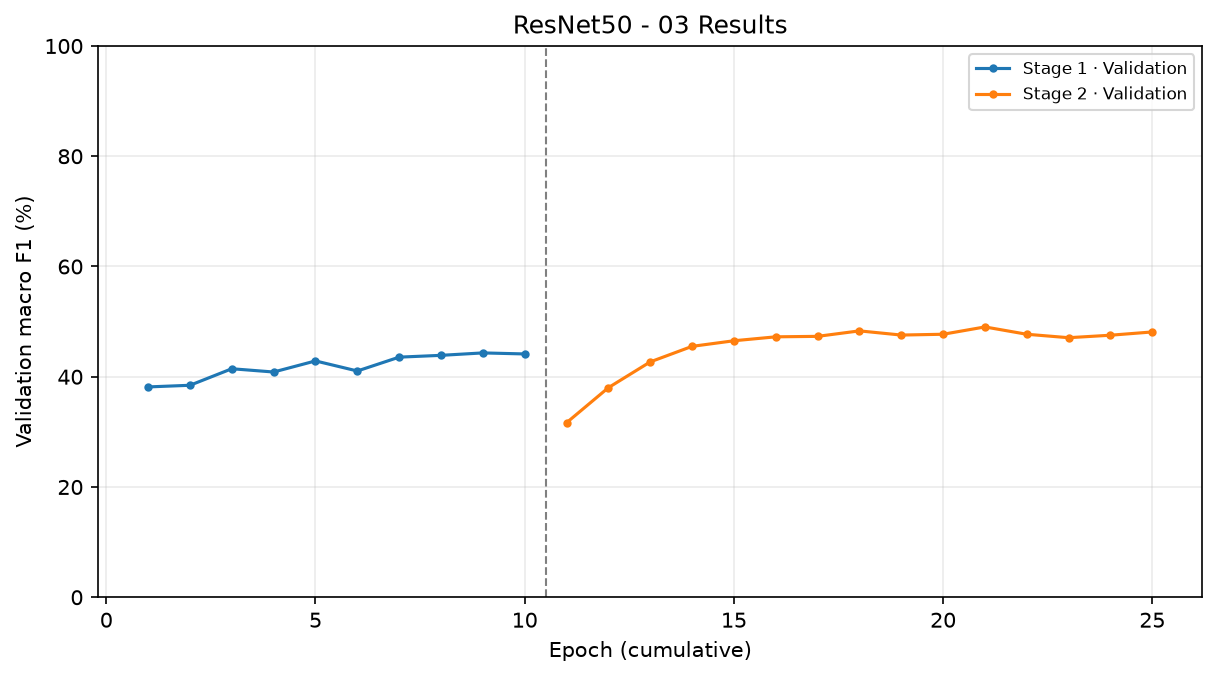 ResNet50 - 03 Results
Stage 1 · Validation
Stage 2 · Validation
Validation macro F1 (%)
100
80
60
40
20
0
0 5 10 15 20 25
Epoch (cumulative)